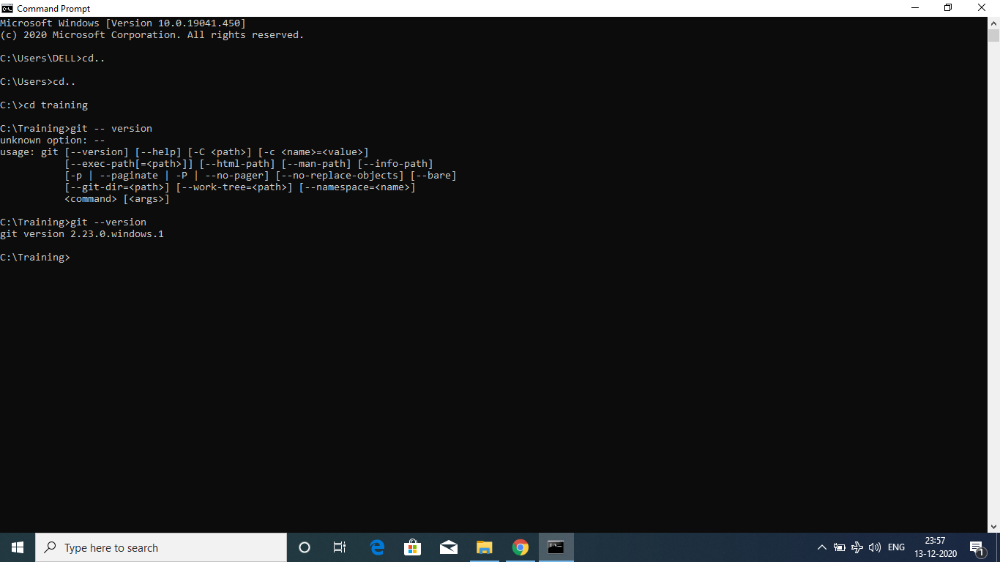 Command Prompt
Microsoft Windows [Version 10.0.19041.450]
(c) 2020 Microsoft Corporation. All rights reserved.
C:\Users\DELL>cd..
C:\Users>cd..
C:\>cd training
C:\Training>git -- version
unknown option: --
usage: git [--version] [--help] [-C <path>] [-c <name>=<value>]
           [--exec-path[=<path>]] [--html-path] [--man-path] [--info-path]
           [-p | --paginate | -P | --no-pager] [--no-replace-objects] [--bare]
           [--git-dir=<path>] [--work-tree=<path>] [--namespace=<name>]
           <command> [<args>]
C:\Training>git --version
git version 2.23.0.windows.1
C:\Training>
Type here to search
ENG
23:57
13-12-2020
1